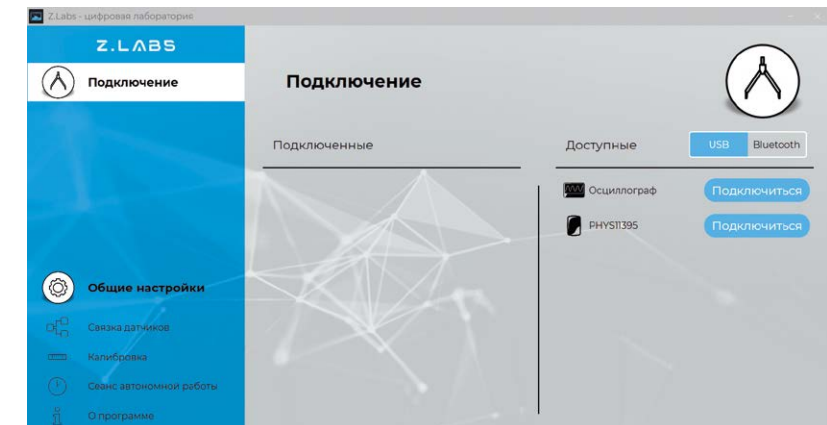 Z.Labs - цифровая лаборатория
Z.LABS
Подключение
Общие настройки
Связка датчиков
Калибровка
Сеанс автономной работы
О программе
Подключение
Подключенные
Доступные
USB Bluetooth
Осциллограф Подключиться
PHYS11395 Подключиться